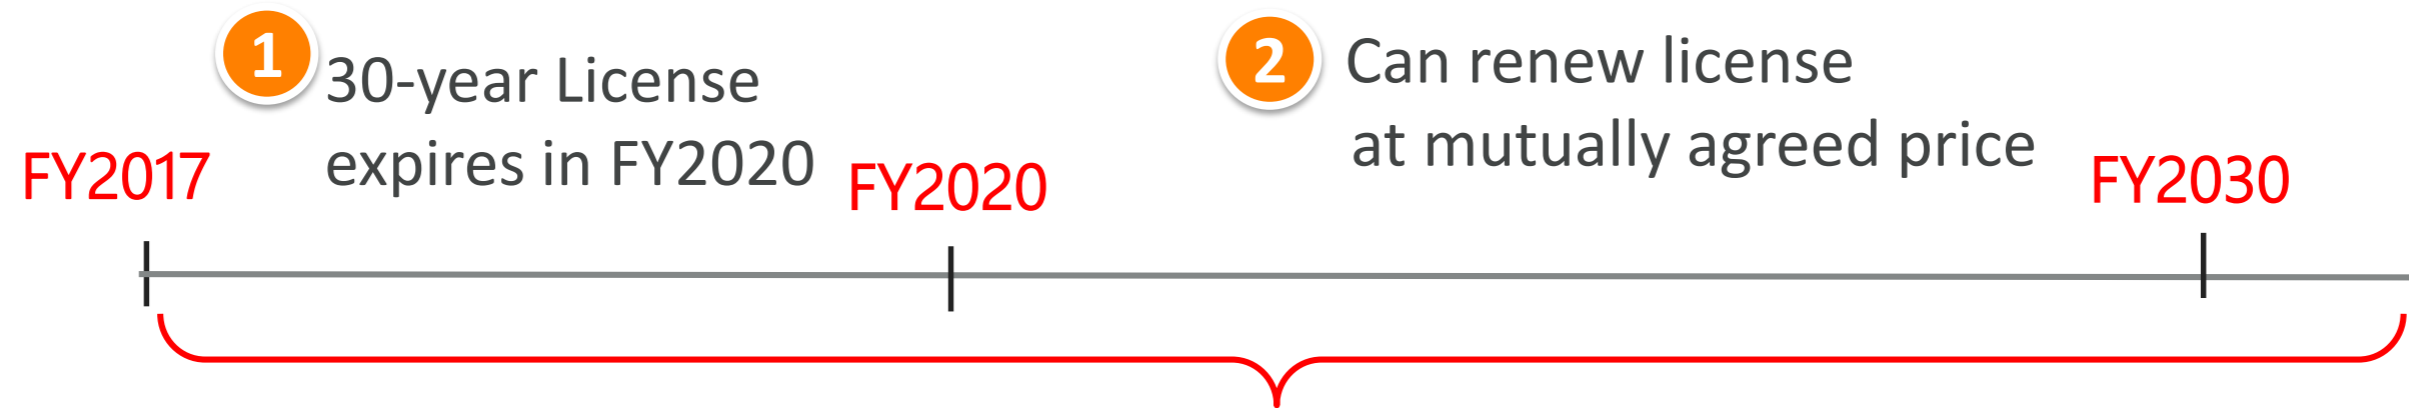 1
30-year License
expires in FY2020
2
Can renew license
at mutually agreed price
FY2017
FY2020
FY2030